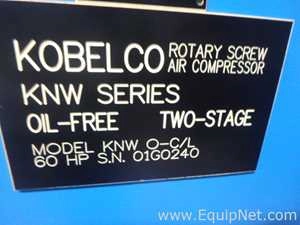 KOBELCO ROTARY SCREW AIR COMPRESSOR
KNW SERIES
OIL-FREE TWO-STAGE
MODEL KNW O-C/L
60 HP S.N. 01G0240
www.EquipNet.com